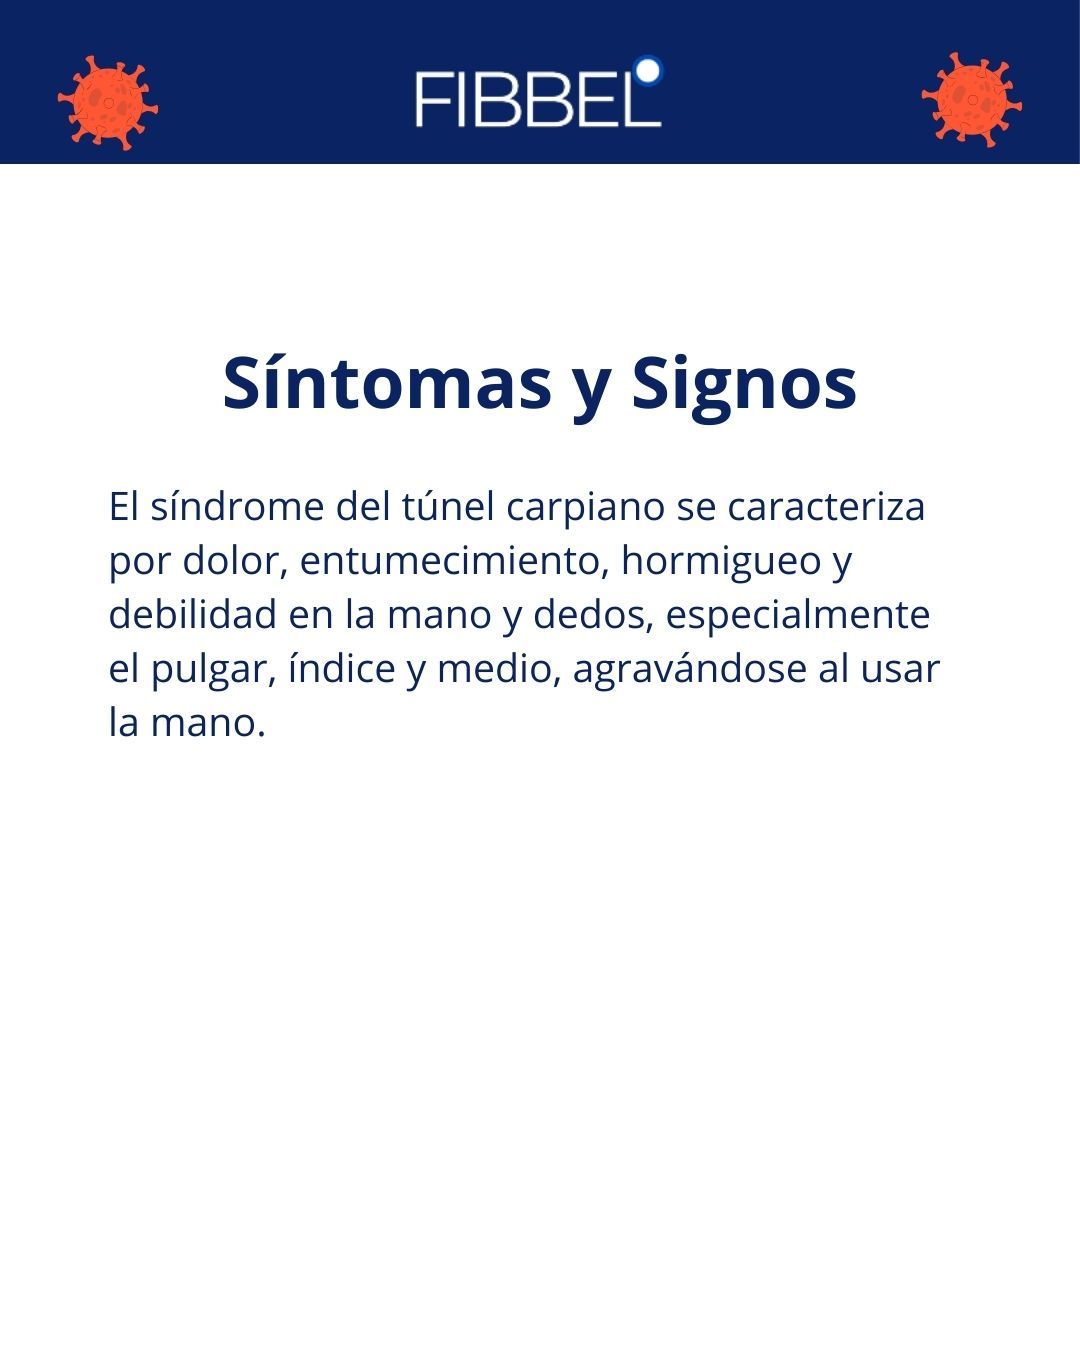 FIBBEL
Síntomas y Signos
El síndrome del túnel carpiano se caracteriza
por dolor, entumecimiento, hormigueo y
debilidad en la mano y dedos, especialmente
el pulgar, índice y medio, agravándose al usar
la mano.